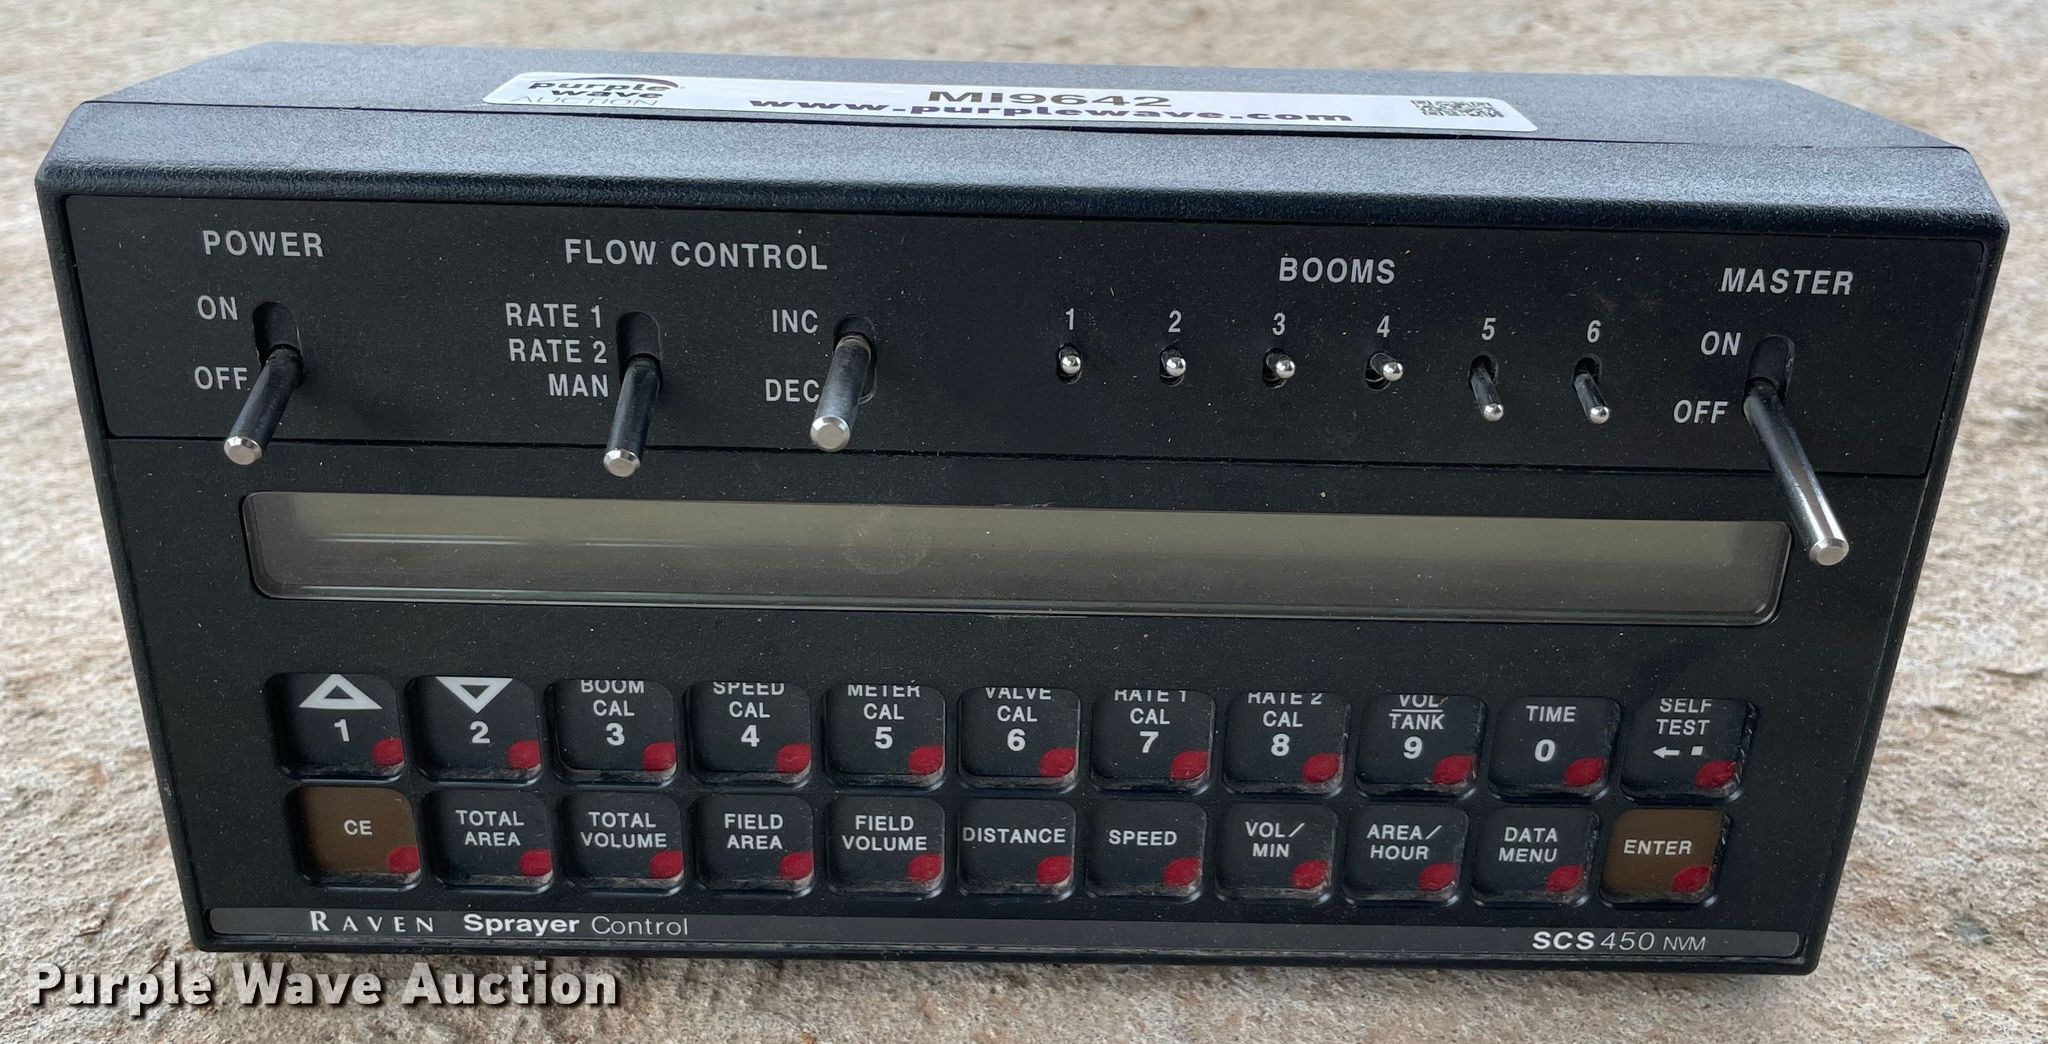 purple
wave
AUCTION
MI9642
www.purplewave.com
POWER
ON
OFF
FLOW CONTROL
RATE 1
RATE 2
MAN
INC
DEC
BOOMS
1 2 3 4 5 6
MASTER
ON
OFF
1
2
BOOM
CAL
3
SPEED
CAL
4
METER
CAL
5
VALVE
CAL
6
RATE 1
CAL
7
RATE 2
CAL
8
VOL
TANK
9
TIME
0
SELF
TEST
CE
TOTAL
AREA
TOTAL
VOLUME
FIELD
AREA
FIELD
VOLUME
DISTANCE
SPEED
VOL/
MIN
AREA/
HOUR
DATA
MENU
ENTER
RAVEN Sprayer Control
SCS 450 NVM
Purple Wave Auction